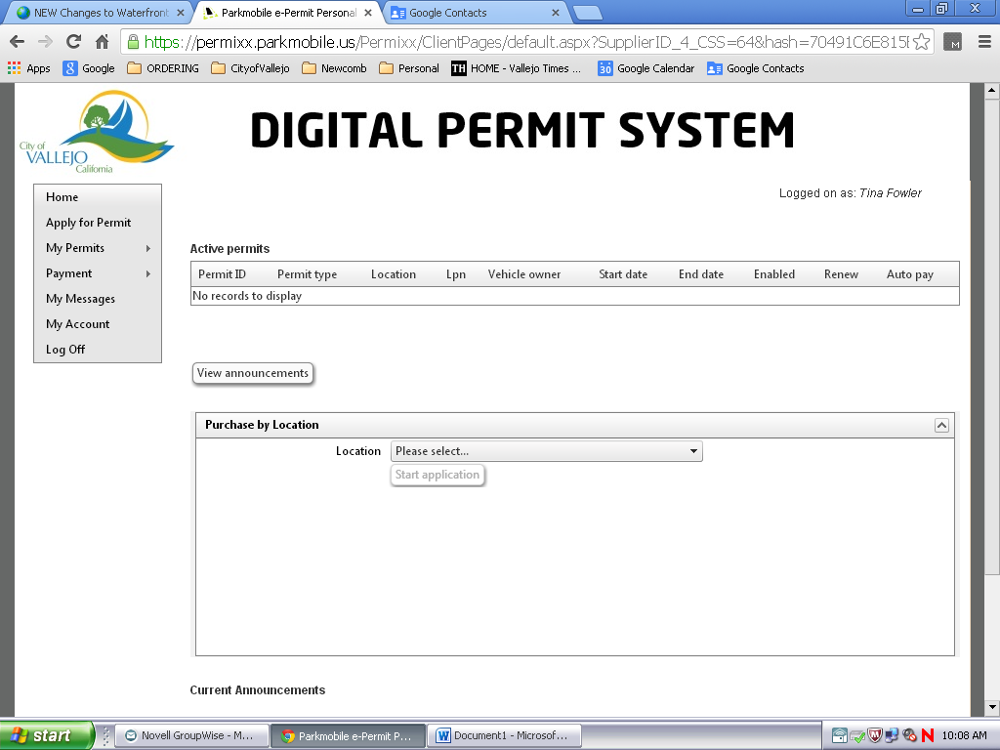 NEW Changes to Waterfront
Parkmobile e-Permit Personal
Google Contacts
https://permixx.parkmobile.us/Permixx/ClientPages/default.aspx?SupplierID_4_CSS=64&hash=70491C6E815
Apps Google ORDERING CityofVallejo Newcomb Personal TH HOME - Vallejo Times ... 30 Google Calendar Google Contacts
City of
VALLEJO
California
DIGITAL PERMIT SYSTEM
Logged on as: Tina Fowler
Home
Apply for Permit
My Permits
Payment
My Messages
My Account
Log Off
Active permits
Permit ID Permit type Location Lpn Vehicle owner Start date End date Enabled Renew Auto pay
No records to display
View announcements
Purchase by Location
Location Please select...
Start application
Current Announcements
start Novell GroupWise - M... Parkmobile e-Permit P... Document1 - Microsof... 10:08 AM